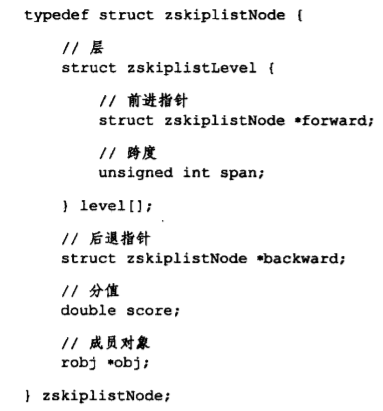 typedef struct zskiplistNode {
// 层
struct zskiplistLevel {
// 前进指针
struct zskiplistNode *forward;
// 跨度
unsigned int span;
} level[];
// 后退指针
struct zskiplistNode *backward;
// 分值
double score;
// 成员对象
robj *obj;
} zskiplistNode;